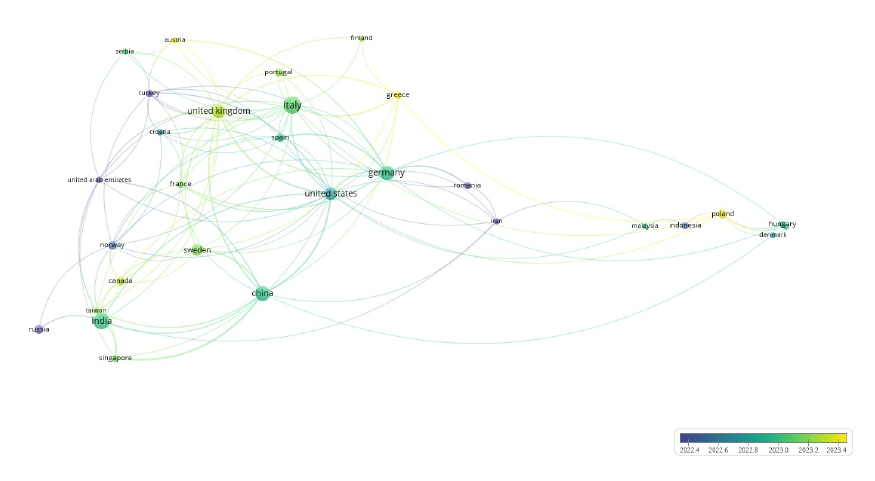 finland
austria
serbia
portugal
turkey
greece
italy
united kingdom
croatia
spain
germany
united arab emirates
france
romania
united states
poland
iran
malaysia
indonesia
hungary
denmark
norway
sweden
canada
china
taiwan
india
russia
singapore
2022.4 2022.6 2022.8 2023.0 2023.2 2023.4